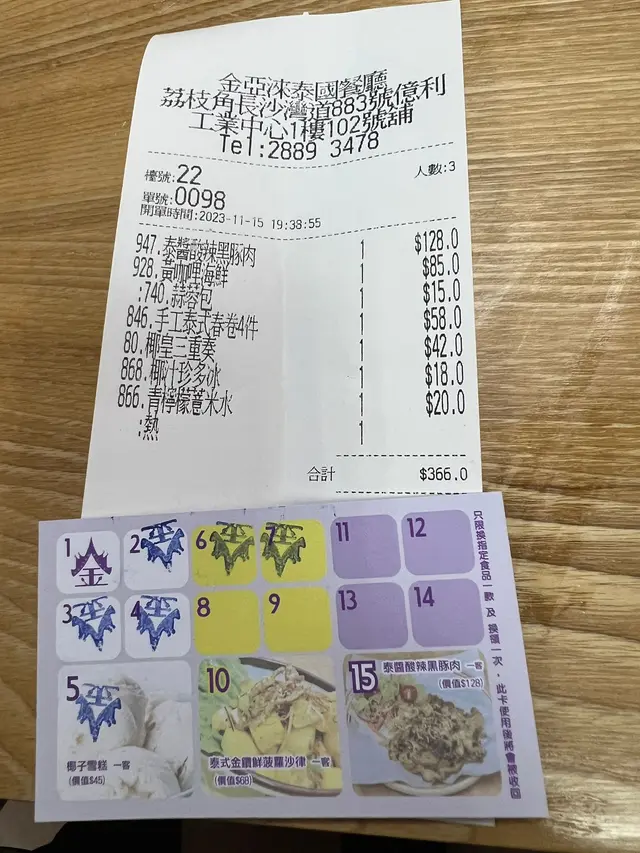 金亞淶泰國餐廳
荔枝角長沙灣道883號億利
工業中心1樓102號舖
Tel:2889 3478
檯號:22 人數:3
單號:0098
開單時間:2023-11-15 19:38:55
947.泰醬酸辣黑豚肉 1 $128.0
928.黃咖哩海鮮 1 $85.0
:740.蒜蓉包 1 $15.0
846.手工泰式春卷4件 1 $58.0
80.椰皇三重奏 1 $42.0
868.椰汁珍多冰 1 $18.0
866.青檸檬薏米水 1 $20.0
:熱 1
合計 $366.0
1 金 2 金 6 金 7 金 11 12
3 金 4 金 8 9 13 14
5 金 10 15 泰醬酸辣黑豚肉 一客
(價值$128)
椰子雪糕 一客
(價值$45)
泰式金鑽鮮菠蘿沙律 一客
(價值$68)
只限換指定食品一款 及 換領一次，此卡使用後將會被收回